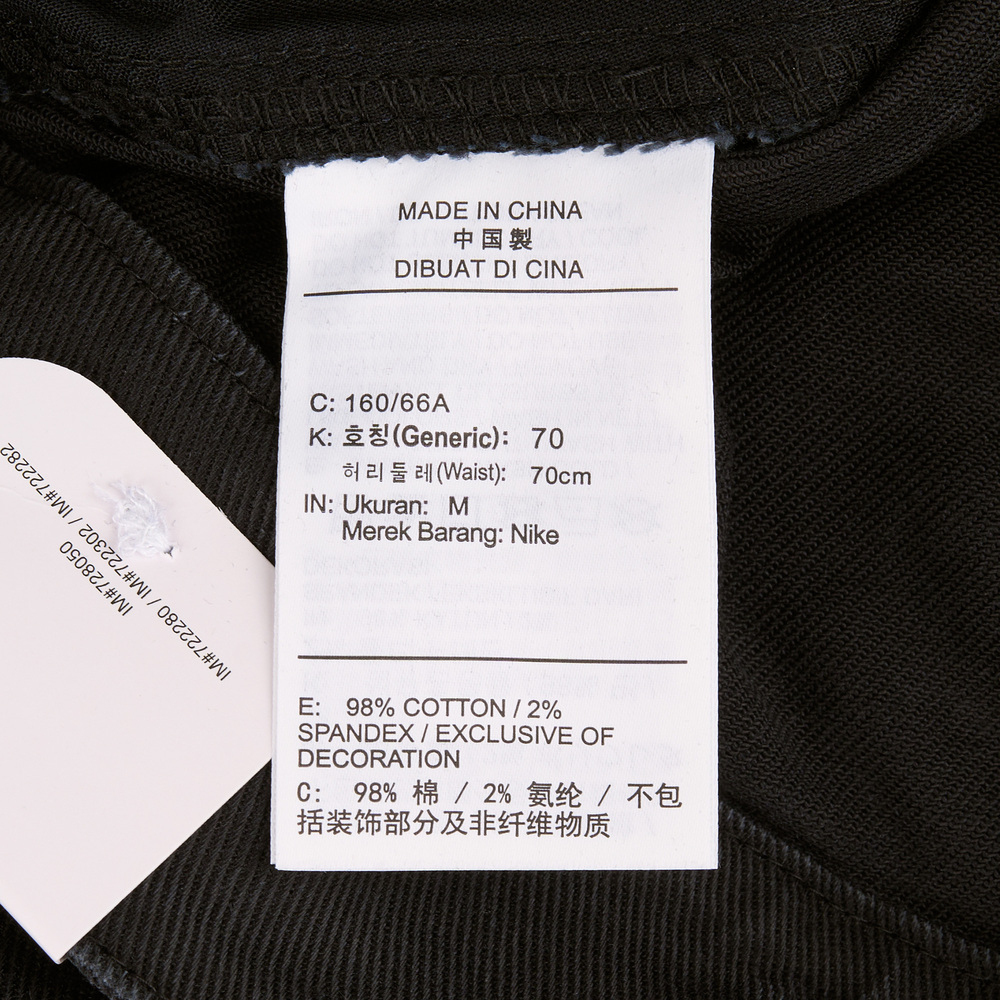 MADE IN CHINA
中国製
DIBUAT DI CINA
C: 160/66A
K: 호칭(Generic): 70
허리둘레(Waist): 70cm
IN: Ukuran: M
Merek Barang: Nike
E: 98% COTTON / 2%
SPANDEX / EXCLUSIVE OF
DECORATION
C: 98% 棉 / 2% 氨纶 / 不包
括装饰部分及非纤维物质
IM#722280 / IM#722302 / IM#722282
IM#728050